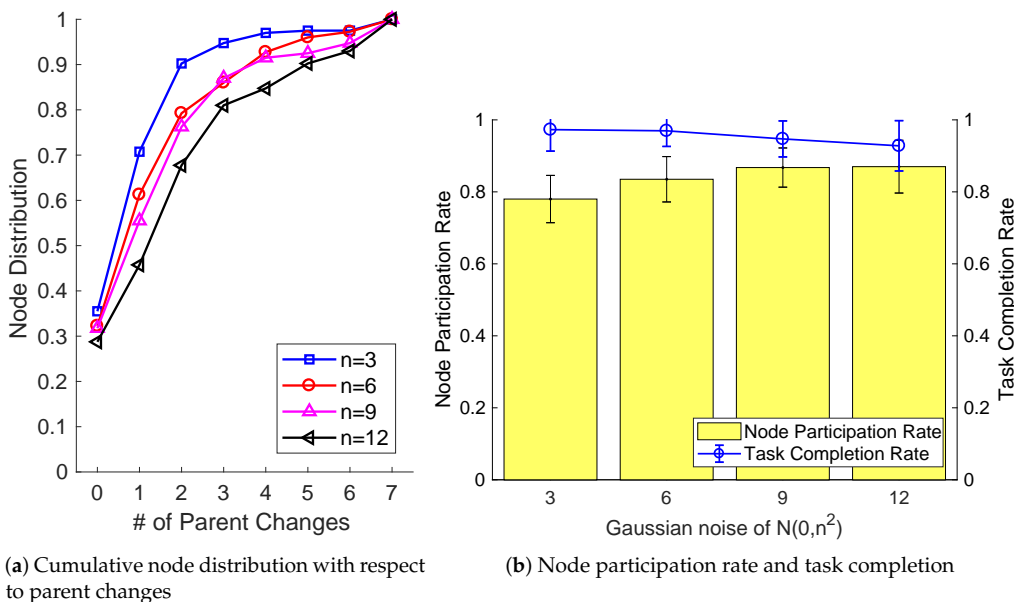 1
0.9
0.8
0.7
0.6
0.5
0.4
0.3
0.2
0.1
0
Node Distribution
0 1 2 3 4 5 6 7
# of Parent Changes
n=3
n=6
n=9
n=12
(a) Cumulative node distribution with respect
to parent changes
1
0.8
0.6
0.4
0.2
0
Node Participation Rate
1
0.8
0.6
0.4
0.2
0
Task Completion Rate
Node Participation Rate
Task Completion Rate
3 6 9 12
Gaussian noise of N(0,n²)
(b) Node participation rate and task completion